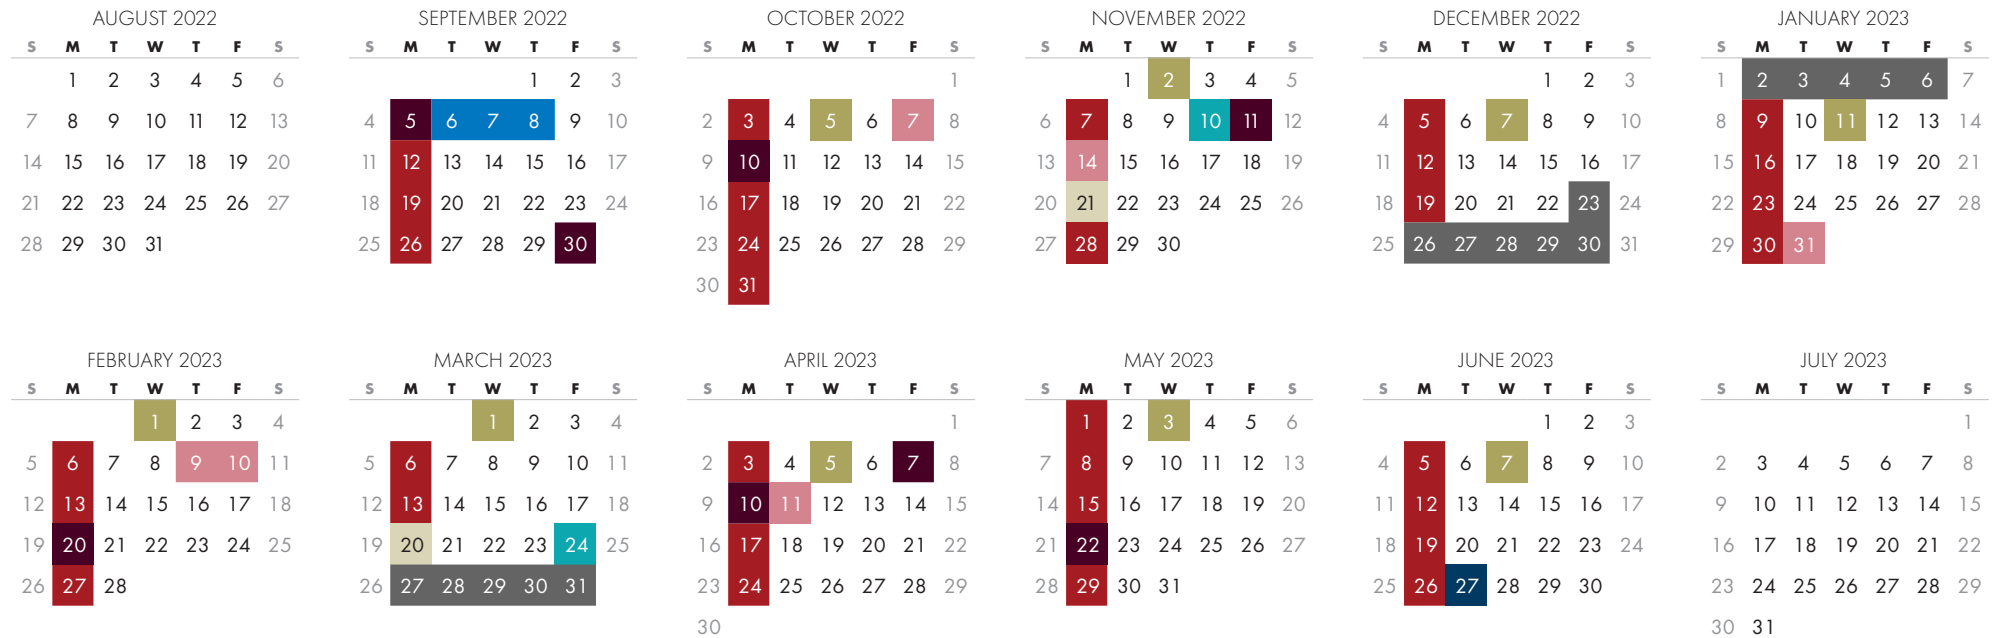 AUGUST 2022 SEPTEMBER 2022 OCTOBER 2022 NOVEMBER 2022 DECEMBER 2022 JANUARY 2023
S M T W T F S S M T W T F S S M T W T F S S M T W T F S S M T W T F S S M T W T F S
1 2 3 4 5 6 1 2 3 1 1 2 3 4 5 1 2 3 1 2 3 4 5 6 7
7 8 9 10 11 12 13 4 5 6 7 8 9 10 2 3 4 5 6 7 8 6 7 8 9 10 11 12 4 5 6 7 8 9 10 8 9 10 11 12 13 14
14 15 16 17 18 19 20 11 12 13 14 15 16 17 9 10 11 12 13 14 15 13 14 15 16 17 18 19 11 12 13 14 15 16 17 15 16 17 18 19 20 21
21 22 23 24 25 26 27 18 19 20 21 22 23 24 16 17 18 19 20 21 22 20 21 22 23 24 25 26 18 19 20 21 22 23 24 22 23 24 25 26 27 28
28 29 30 31 25 26 27 28 29 30 23 24 25 26 27 28 29 27 28 29 30 25 26 27 28 29 30 31 29 30 31
30 31
FEBRUARY 2023 MARCH 2023 APRIL 2023 MAY 2023 JUNE 2023 JULY 2023
S M T W T F S S M T W T F S S M T W T F S S M T W T F S S M T W T F S S M T W T F S
1 2 3 4 1 2 3 4 1 1 2 3 4 5 6 1 2 3 1
5 6 7 8 9 10 11 5 6 7 8 9 10 11 2 3 4 5 6 7 8 7 8 9 10 11 12 13 4 5 6 7 8 9 10 2 3 4 5 6 7 8
12 13 14 15 16 17 18 12 13 14 15 16 17 18 9 10 11 12 13 14 15 14 15 16 17 18 19 20 11 12 13 14 15 16 17 9 10 11 12 13 14 15
19 20 21 22 23 24 25 19 20 21 22 23 24 25 16 17 18 19 20 21 22 21 22 23 24 25 26 27 18 19 20 21 22 23 24 16 17 18 19 20 21 22
26 27 28 26 27 28 29 30 31 23 24 25 26 27 28 29 28 29 30 31 25 26 27 28 29 30 23 24 25 26 27 28 29
30 30 31